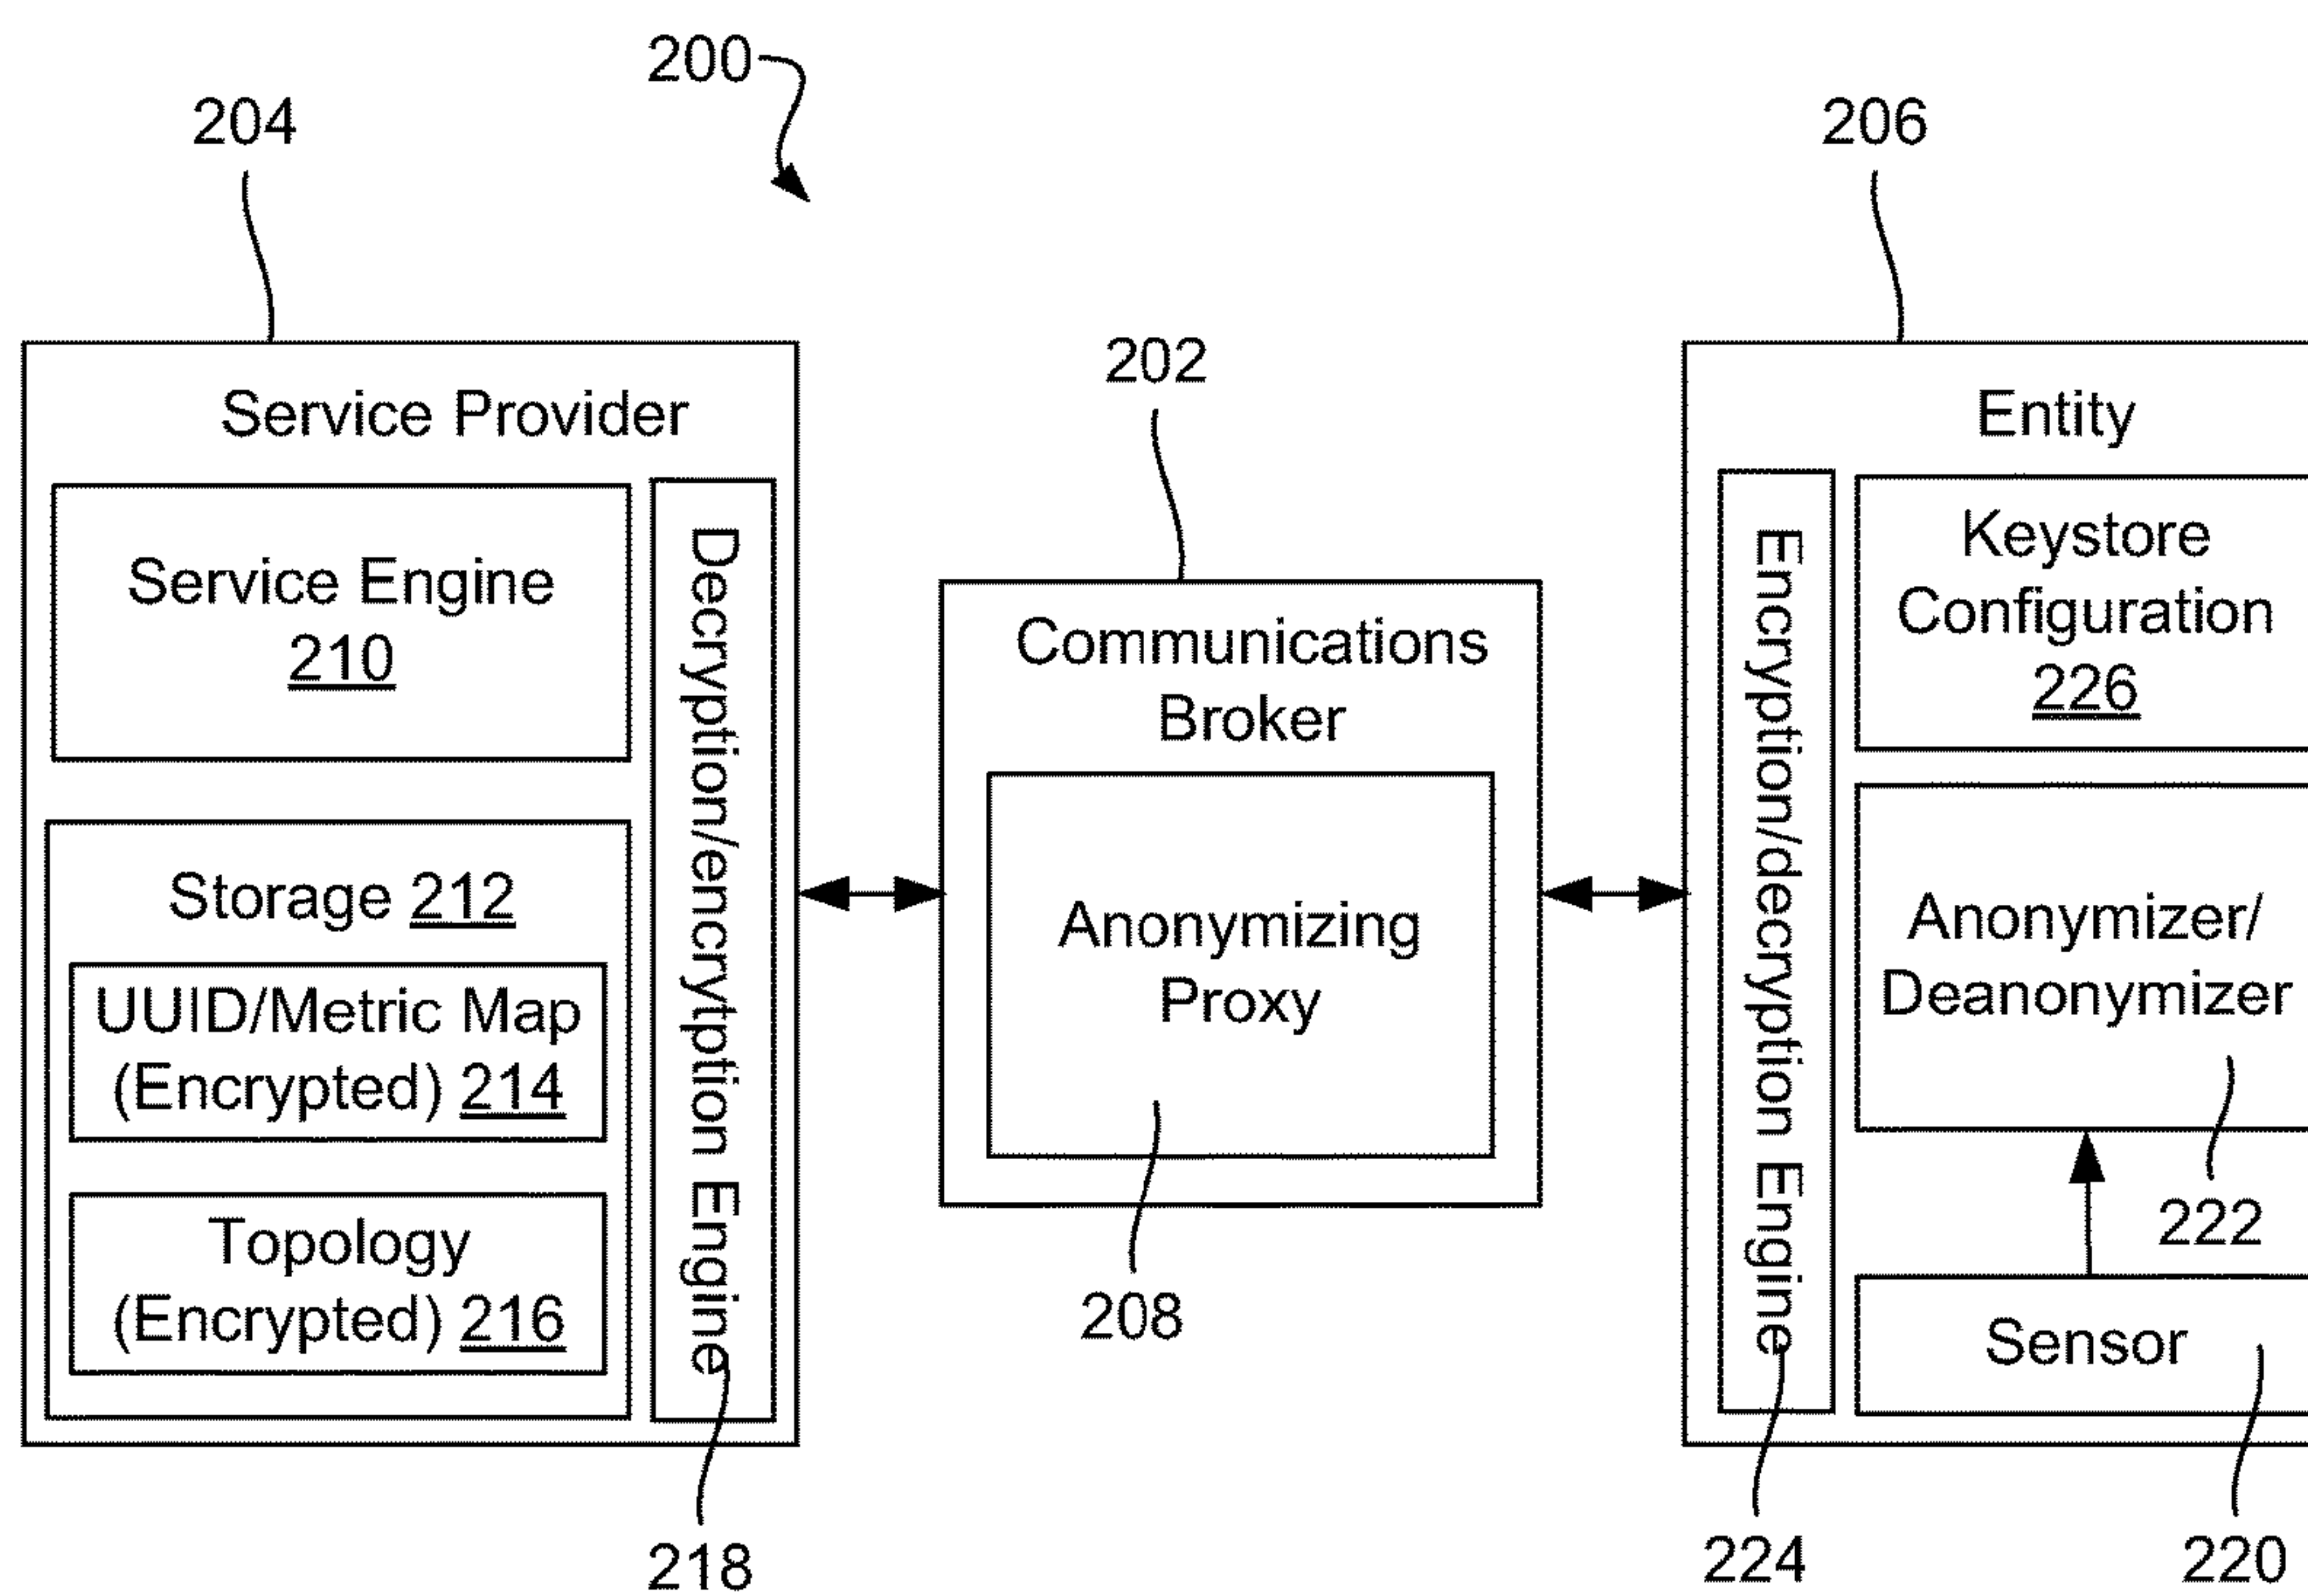 200
204
206
202
Service Provider
Service Engine
210
Storage 212
UUID/Metric Map
(Encrypted) 214
Topology
(Encrypted) 216
Decryption/encrytption Engine
218
Communications
Broker
Anonymizing
Proxy
208
Entity
Encryption/decryption Engine
Keystore
Configuration
226
Anonymizer/
Deanonymizer
222
Sensor
224
220